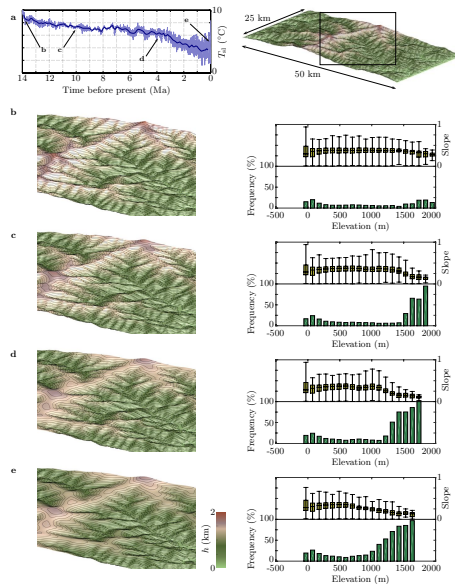 a
10
0
T_sl (°C)
e
b
c
d
14
12
10
8
6
4
2
0
Time before present (Ma)
25 km
50 km
b
Frequency (%)
100
50
0
1
0
Slope
-500
0
500
1000
1500
2000
Elevation (m)
c
Frequency (%)
100
50
0
1
0
Slope
-500
0
500
1000
1500
2000
Elevation (m)
d
Frequency (%)
100
50
0
1
0
Slope
-500
0
500
1000
1500
2000
Elevation (m)
e
2
0
h (km)
Frequency (%)
100
50
0
1
0
Slope
-500
0
500
1000
1500
2000
Elevation (m)